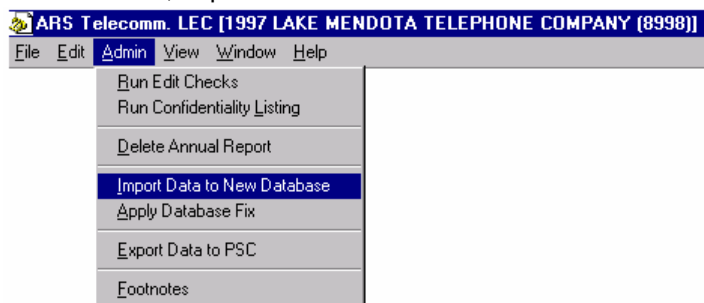 ARS Telecomm. LEC [1997 LAKE MENDOTA TELEPHONE COMPANY (8998)]
File Edit Admin View Window Help
Run Edit Checks
Run Confidentiality Listing
Delete Annual Report
Import Data to New Database
Apply Database Fix
Export Data to PSC
Footnotes